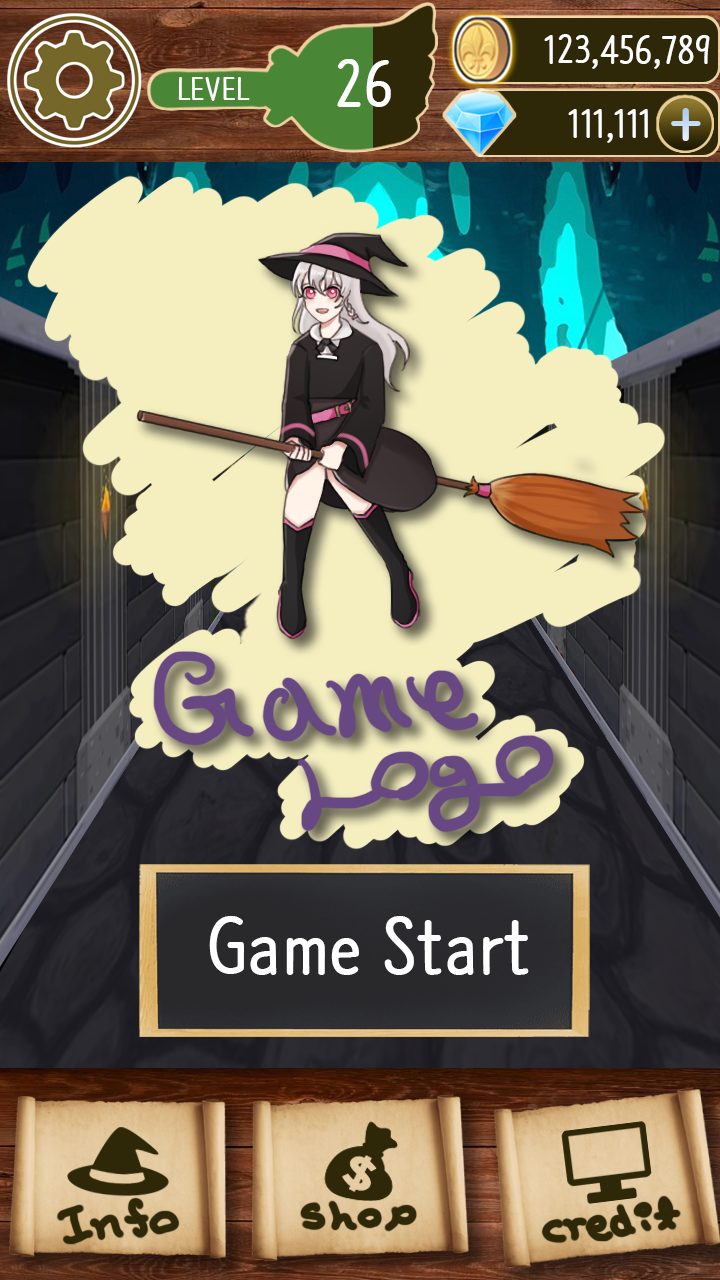 LEVEL 26
123,456,789
111,111 +
Game
Logo
Game Start
Info
$
shop
credit